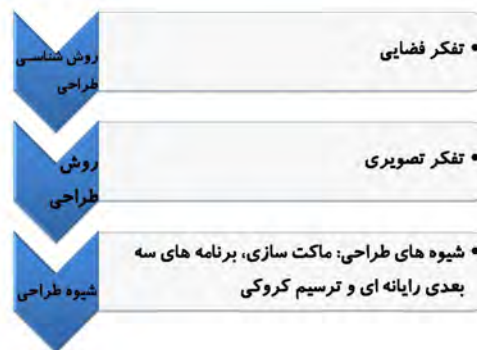 روش شناسی
طراحی
• تفکر فضایی
روش
طراحی
• تفکر تصویری
شیوه طراحی
• شیوه های طراحی: ماکت سازی، برنامه های سه
بعدی رایانه ای و ترسیم کروکی